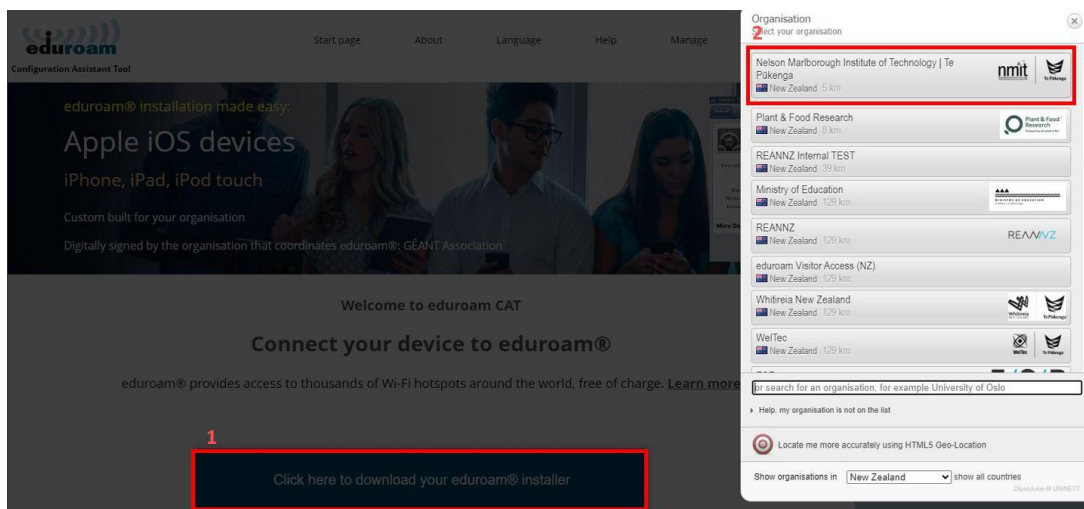 eduroam
Configuration Assistant Tool
Start page About Language Help Manage
eduroam® installation made easy:
Apple iOS devices
iPhone, iPad, iPod touch
Custom built for your organisation
Digitally signed by the organisation that coordinates eduroam®: GÉANT Association
More De
Welcome to eduroam CAT
Connect your device to eduroam®
eduroam® provides access to thousands of Wi-Fi hotspots around the world, free of charge. Learn more
1
Click here to download your eduroam® installer
Organisation
2
Select your organisation
Nelson Marlborough Institute of Technology | Te
Pūkenga
New Zealand 5 km
nmit Te Pūkenga
Plant & Food Research
New Zealand 8 km
Plant & Food
Research
REANNZ Internal TEST
New Zealand 39 km
Ministry of Education
New Zealand 129 km
MINISTRY OF EDUCATION
REANNZ
New Zealand 129 km
REANNZ
eduroam Visitor Access (NZ)
New Zealand 129 km
Whitireia New Zealand
New Zealand 129 km
Whitireia Te Pūkenga
WelTec
New Zealand 129 km
WelTec Te Pūkenga
or search for an organisation, for example University of Oslo
Help, my organisation is not on the list
Locate me more accurately using HTML5 Geo-Location
Show organisations in New Zealand show all countries
DiscoJuice © UNINETT